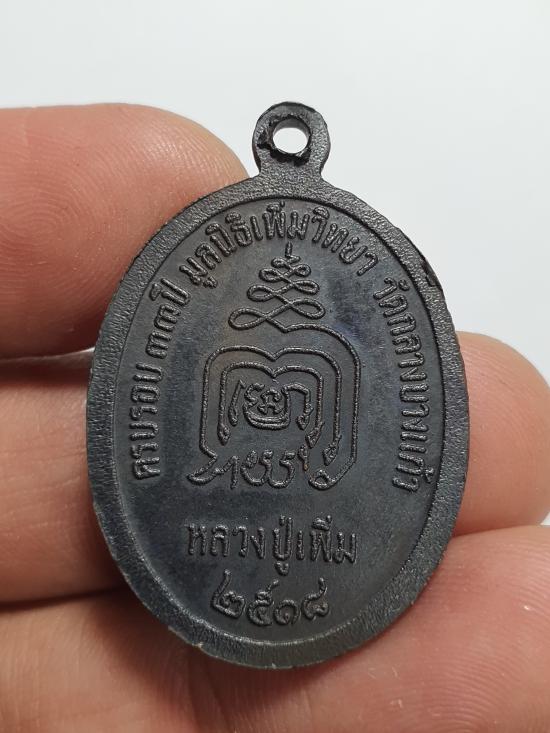 ครบรอบ ๓๓ปี มูลนิธิเพิ่มวิทยา วัดกลางบางแก้ว
หลวงปู่เพิ่ม
๒๕๑๘